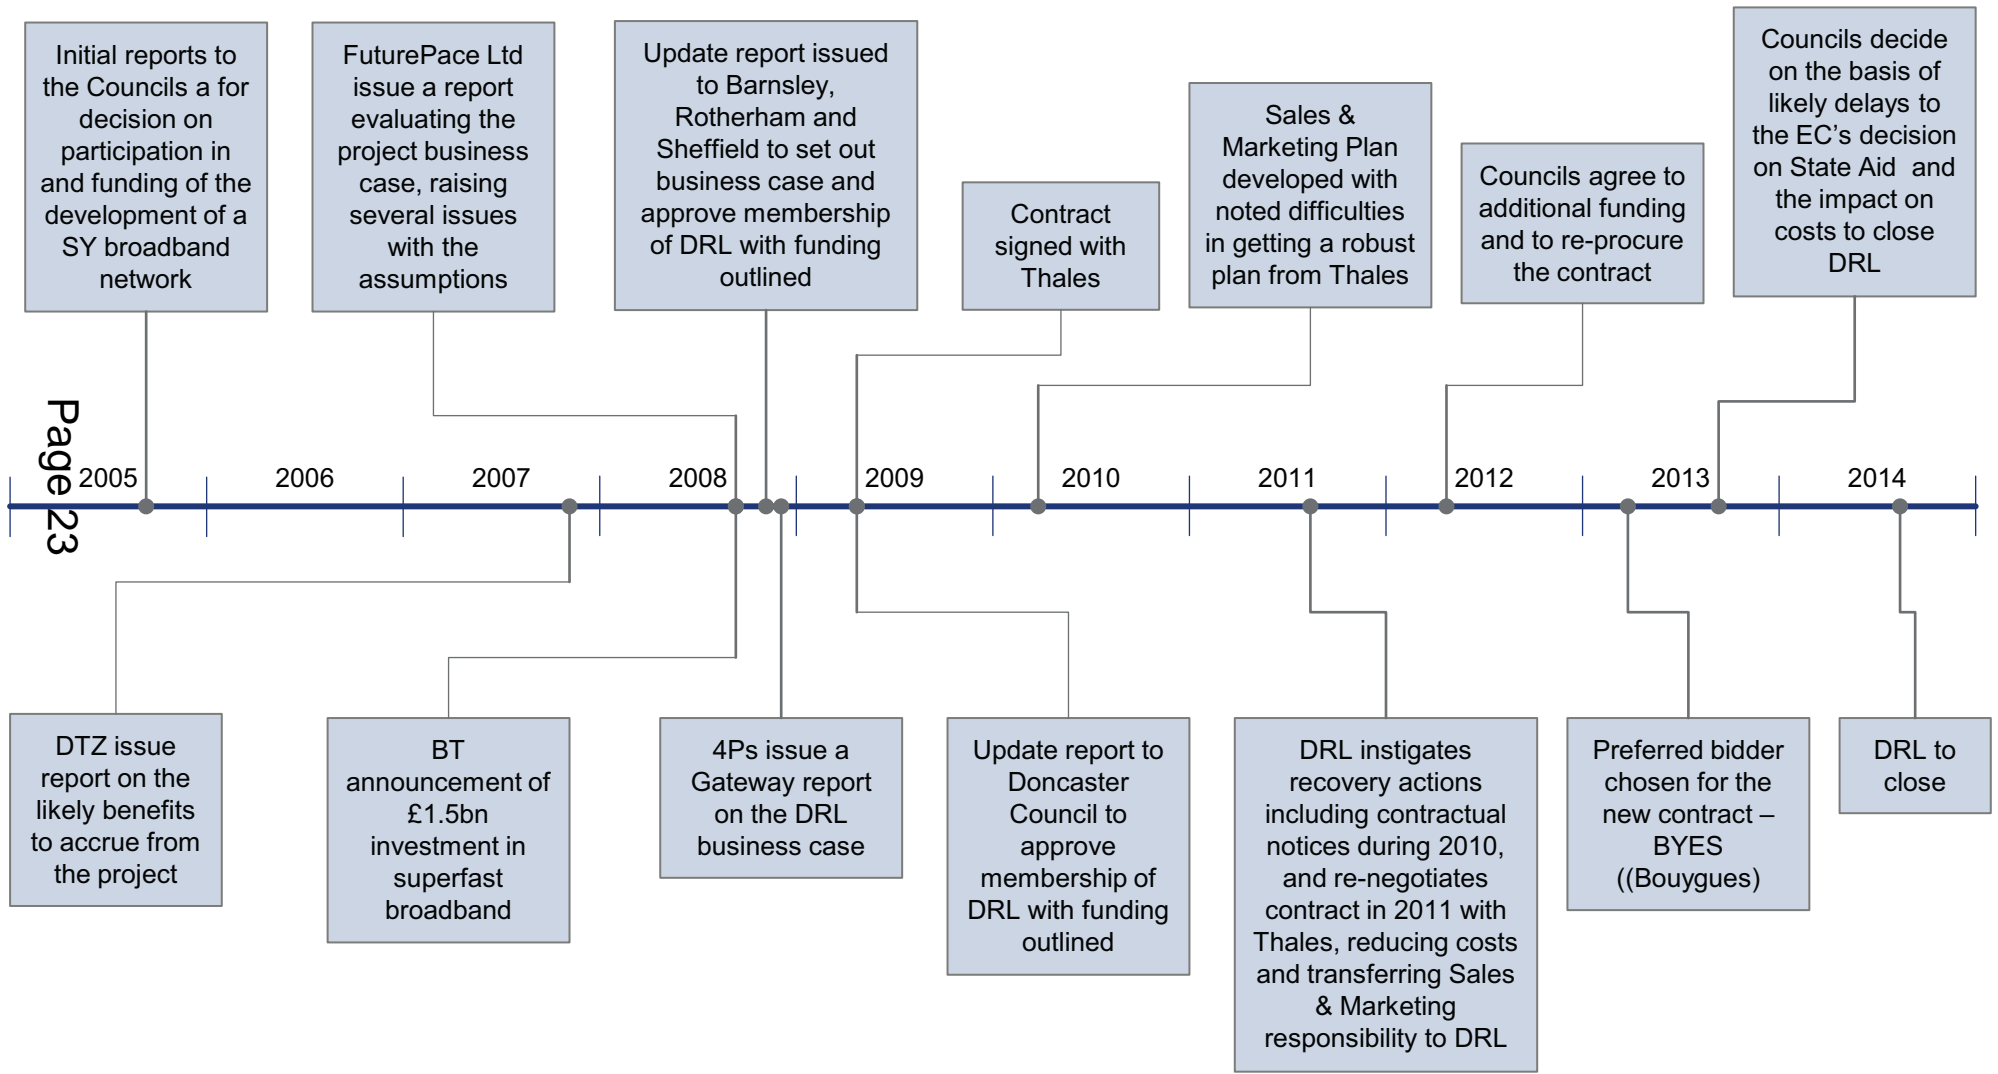 Initial reports to
the Councils a for
decision on
participation in
and funding of the
development of a
SY broadband
network
FuturePace Ltd
issue a report
evaluating the
project business
case, raising
several issues
with the
assumptions
Update report issued
to Barnsley,
Rotherham and
Sheffield to set out
business case and
approve membership
of DRL with funding
outlined
Contract
signed with
Thales
Sales &
Marketing Plan
developed with
noted difficulties
in getting a robust
plan from Thales
Councils agree to
additional funding
and to re-procure
the contract
Councils decide
on the basis of
likely delays to
the EC’s decision
on State Aid  and
the impact on
costs to close
DRL
Page 23
2005
2006
2007
2008
2009
2010
2011
2012
2013
2014
DTZ issue
report on the
likely benefits
to accrue from
the project
BT
announcement of
£1.5bn
investment in
superfast
broadband
4Ps issue a
Gateway report
on the DRL
business case
Update report to
Doncaster
Council to
approve
membership of
DRL with funding
outlined
DRL instigates
recovery actions
including contractual
notices during 2010,
and re-negotiates
contract in 2011 with
Thales, reducing costs
and transferring Sales
& Marketing
responsibility to DRL
Preferred bidder
chosen for the
new contract –
BYES
((Bouygues)
DRL to
close